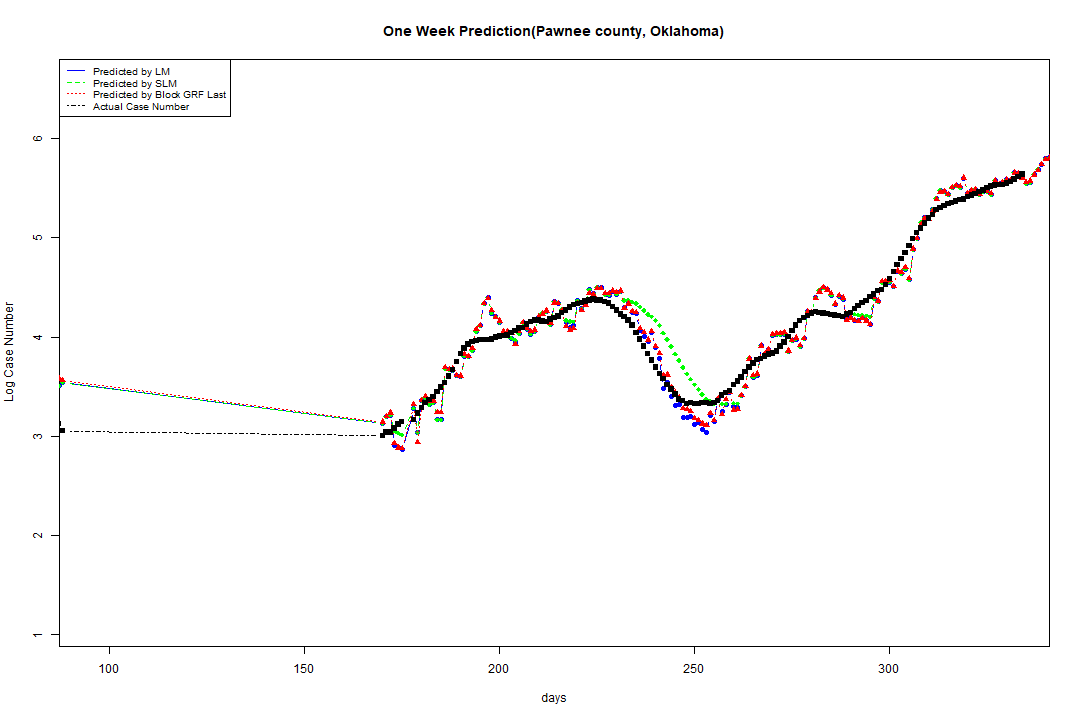 One Week Prediction(Pawnee county, Oklahoma)
Predicted by LM
Predicted by SLM
Predicted by Block GRF Last
Actual Case Number
Log Case Number
6
5
4
3
2
1
100 150 200 250 300
days